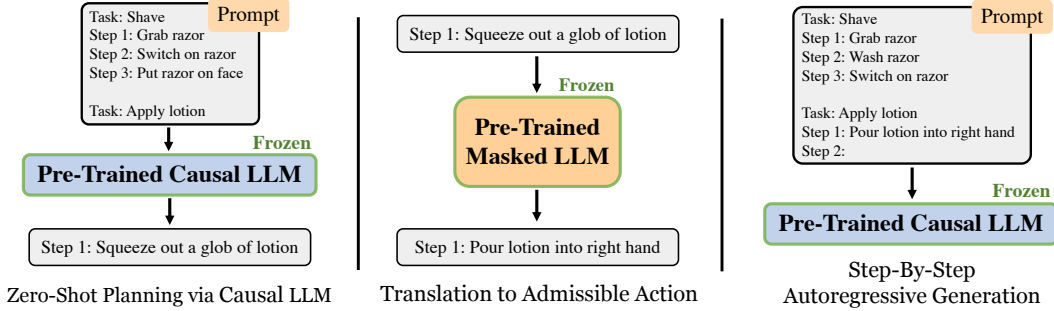 Prompt
Task: Shave
Step 1: Grab razor
Step 2: Switch on razor
Step 3: Put razor on face
Task: Apply lotion
Frozen
Pre-Trained Causal LLM
Step 1: Squeeze out a glob of lotion
Zero-Shot Planning via Causal LLM
Step 1: Squeeze out a glob of lotion
Frozen
Pre-Trained
Masked LLM
Step 1: Pour lotion into right hand
Translation to Admissible Action
Prompt
Task: Shave
Step 1: Grab razor
Step 2: Wash razor
Step 3: Switch on razor
Task: Apply lotion
Step 1: Pour lotion into right hand
Step 2:
Frozen
Pre-Trained Causal LLM
Step-By-Step
Autoregressive Generation